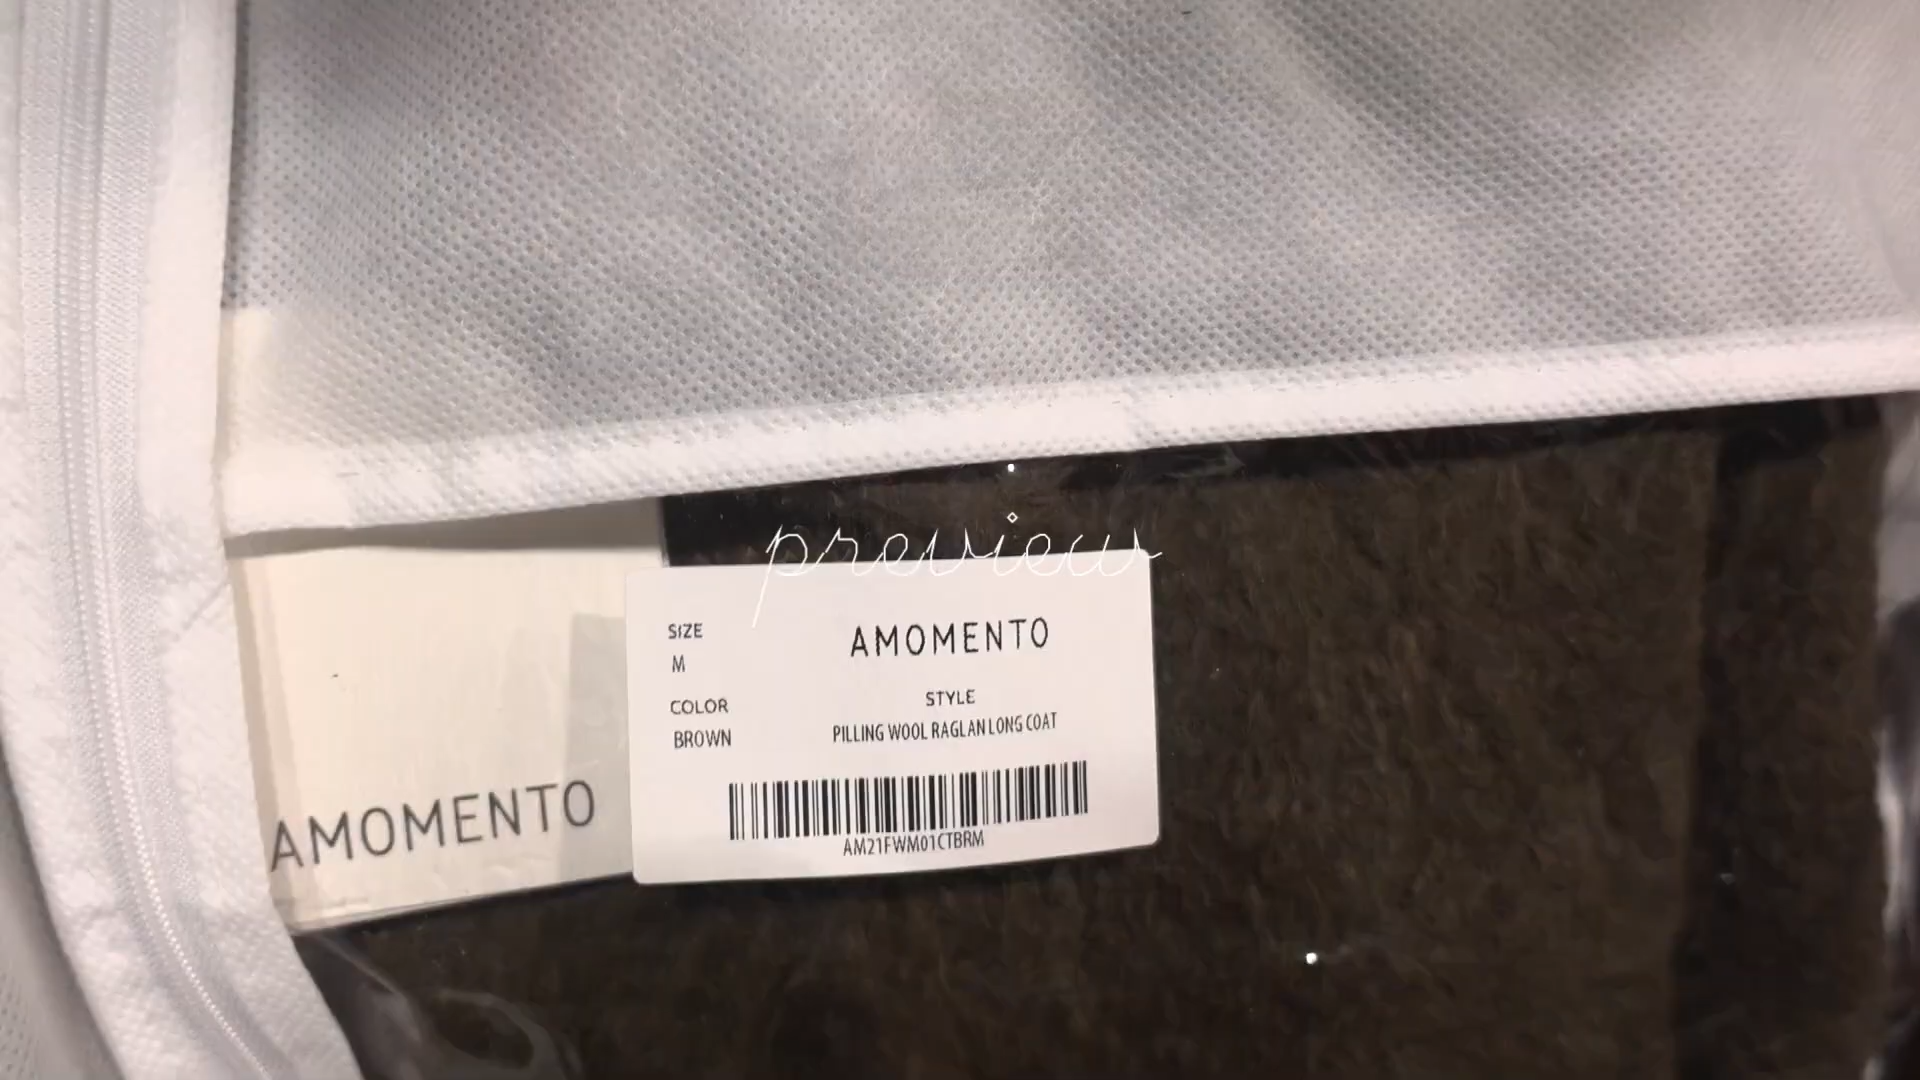 preview
SIZE
M
COLOR
BROWN
AMOMENTO
STYLE
PILLING WOOL RAGLAN LONG COAT
AM21FWM01CTBRM
AMOMENTO